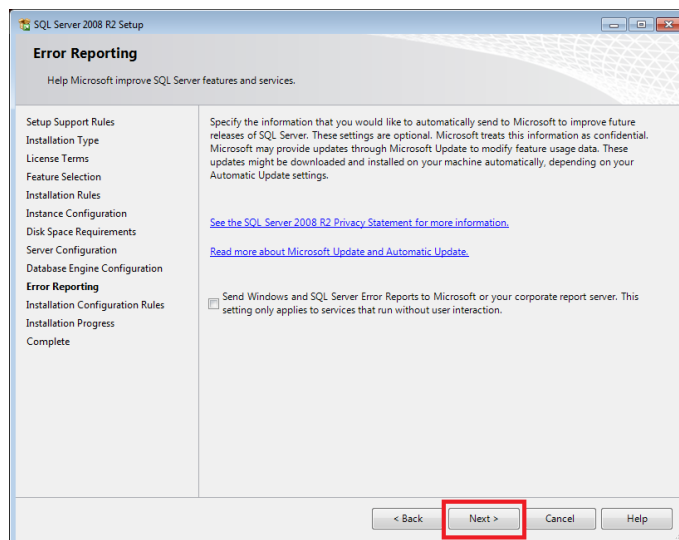 SQL Server 2008 R2 Setup
Error Reporting
Help Microsoft improve SQL Server features and services.
Setup Support Rules
Installation Type
License Terms
Feature Selection
Installation Rules
Instance Configuration
Disk Space Requirements
Server Configuration
Database Engine Configuration
Error Reporting
Installation Configuration Rules
Installation Progress
Complete
Specify the information that you would like to automatically send to Microsoft to improve future
releases of SQL Server. These settings are optional. Microsoft treats this information as confidential.
Microsoft may provide updates through Microsoft Update to modify feature usage data. These
updates might be downloaded and installed on your machine automatically, depending on your
Automatic Update settings.
See the SQL Server 2008 R2 Privacy Statement for more information.
Read more about Microsoft Update and Automatic Update.
Send Windows and SQL Server Error Reports to Microsoft or your corporate report server. This
setting only applies to services that run without user interaction.
< Back
Next >
Cancel
Help